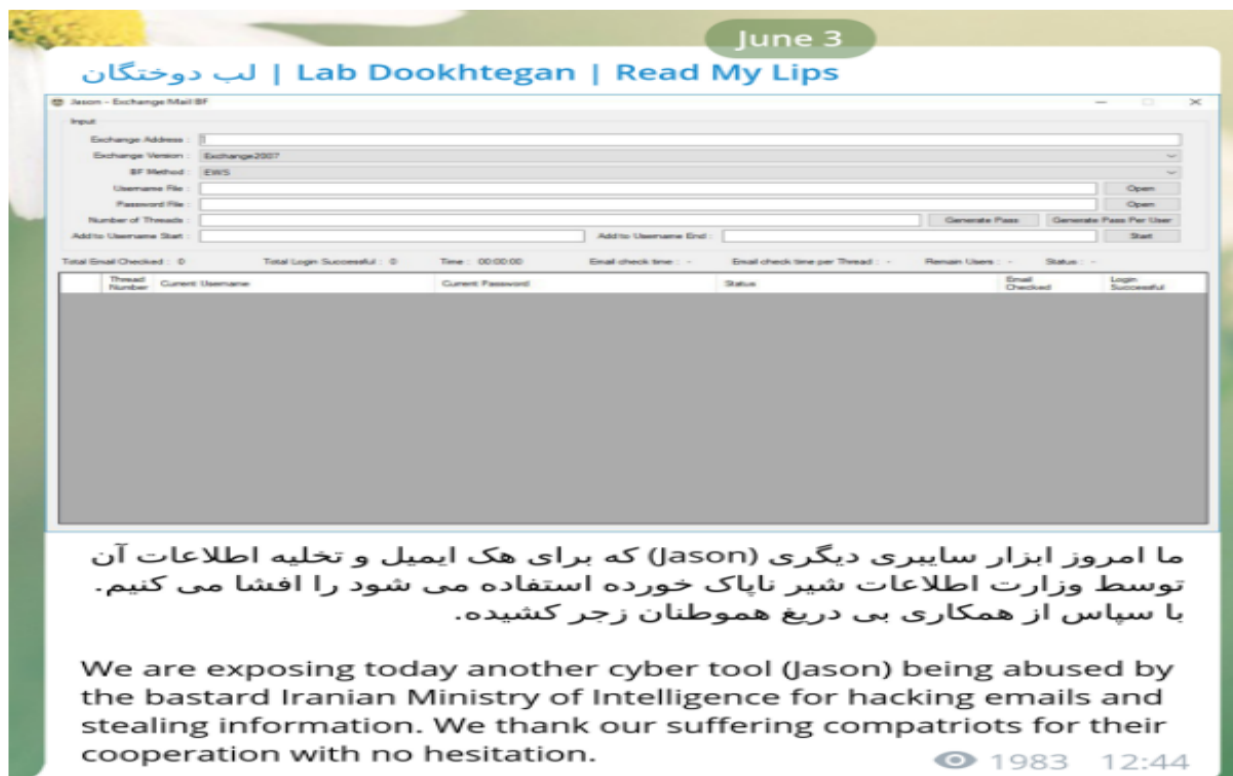 June 3
لب دوختگان | Lab Dookhtegan | Read My Lips
Jason - Exchange Mail BF
Input
Exchange Address :
Exchange Version : Exchange2007
BF Method : EWS
Username File : Open
Password File : Open
Number of Threads : Generate Pass Generate Pass Per User
Add to Username Start : Add to Username End : Start
Total Email Checked : 0 Total Login Successful : 0 Time : 00:00:00 Email check time : - Email check time per Thread : - Remain Users : - Status : -
Thread Number Current Username Current Password Status Email Checked Login Successful
ما امروز ابزار سایبری دیگری (Jason) که برای هک ایمیل و تخلیه اطلاعات آن
توسط وزارت اطلاعات شیر ناپاک خورده استفاده می شود را افشا می کنیم.
با سپاس از همکاری بی دریغ هموطنان زجر کشیده.
We are exposing today another cyber tool (Jason) being abused by
the bastard Iranian Ministry of Intelligence for hacking emails and
stealing information. We thank our suffering compatriots for their
cooperation with no hesitation.
1983 12:44